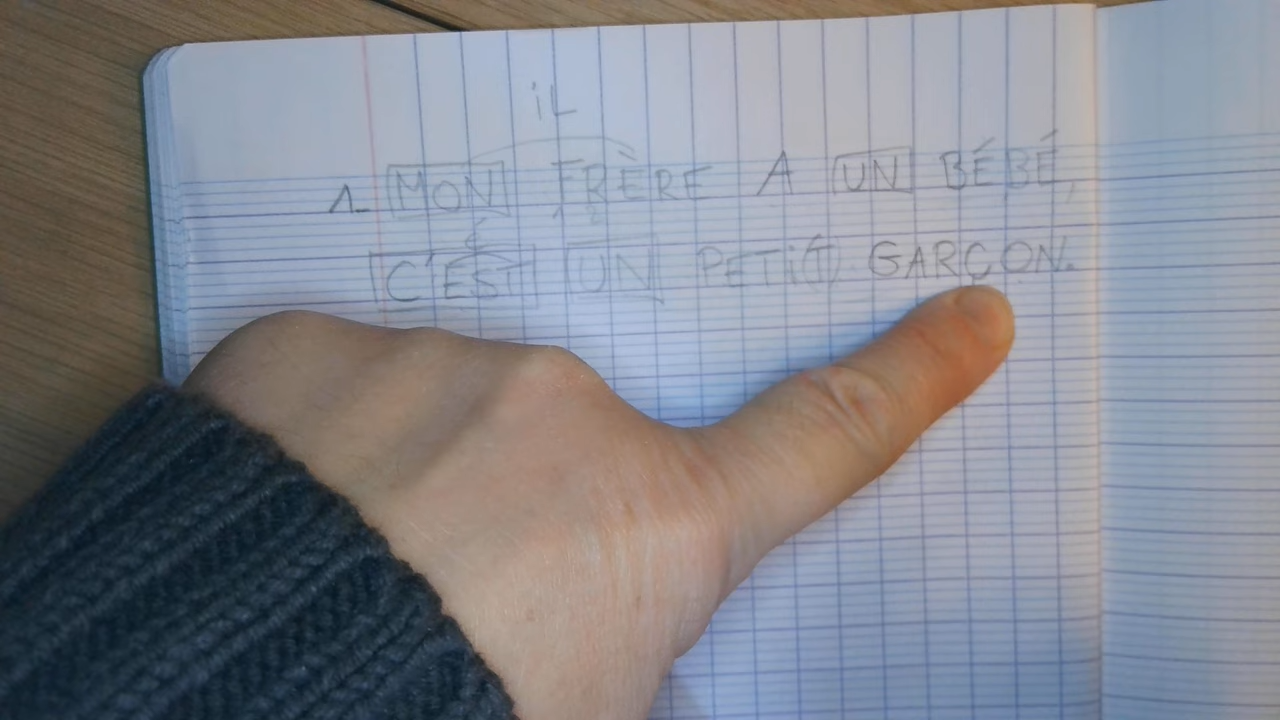 iL
1- MON FRÈRE A UN BÉBÉ,
C'EST UN PETiT GARÇON.